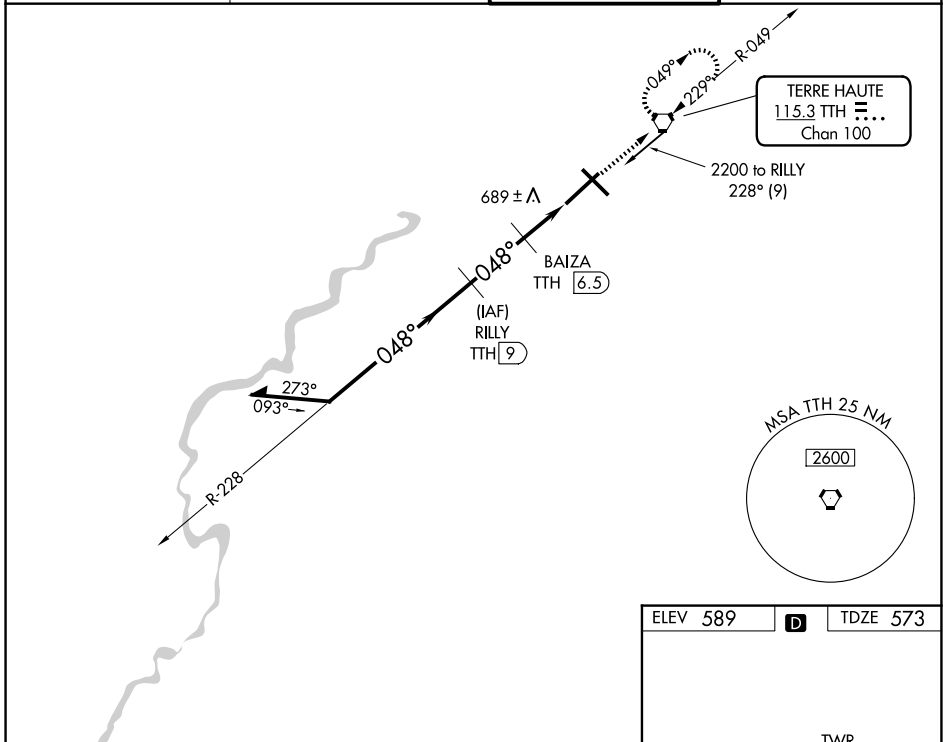 R-049
049°
229°
TERRE HAUTE
115.3 TTH
Chan 100
2200 to RILLY
228° (9)
689 ±
048°
BAIZA
TTH 6.5
(IAF)
RILLY
TTH 9
048°
273°
093°
R-228
MSA TTH 25 NM
2600
ELEV 589
D
TDZE 573
TWR